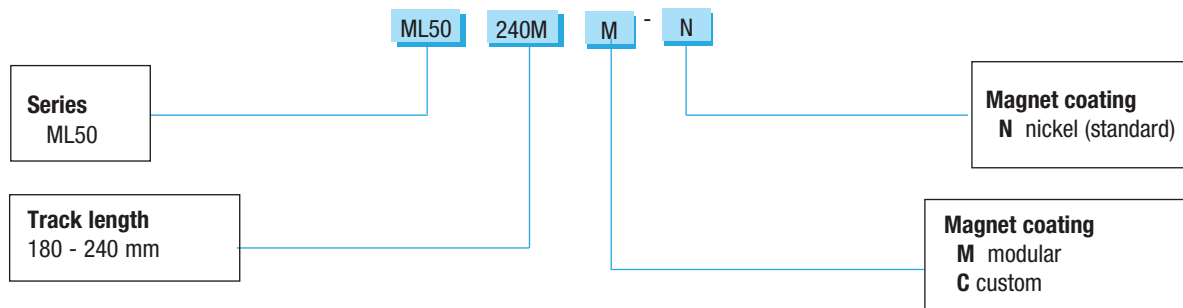 ML50 240M M - N
Series
ML50
Magnet coating
N nickel (standard)
Track length
180 - 240 mm
Magnet coating
M modular
C custom